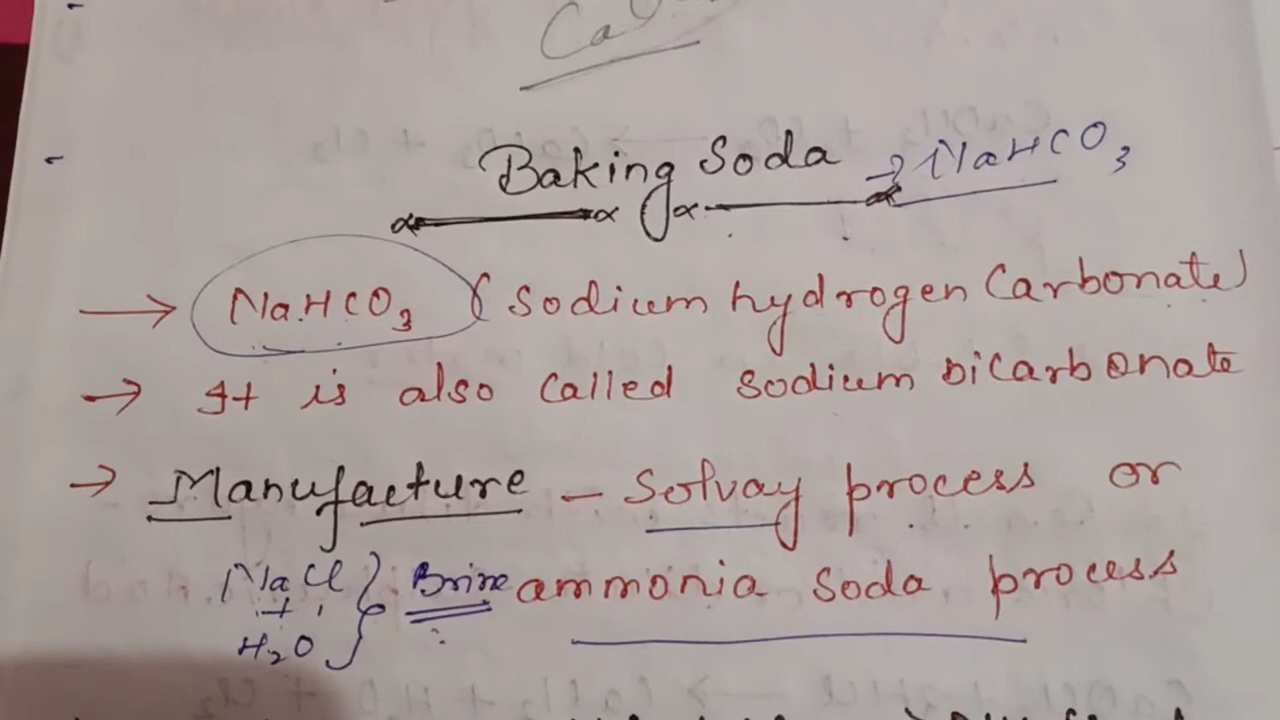 Ca
Baking Soda → NaHCO₃
→ NaHCO₃ (Sodium hydrogen Carbonate)
→ It is also called sodium bicarbonate
→ Manufacture – Solvay process or
NaCl + H₂O } Brine ammonia soda process